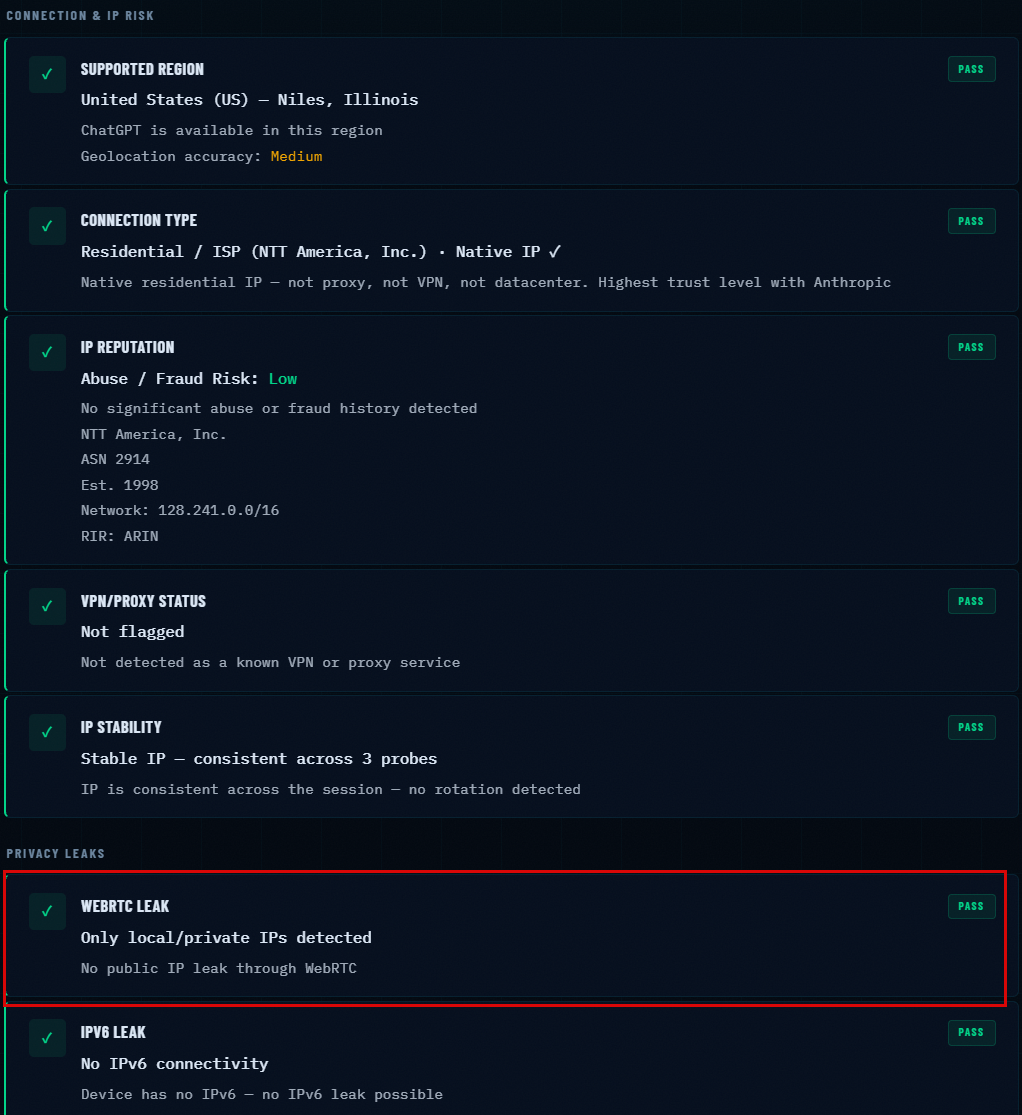 CONNECTION & IP RISK
✓ SUPPORTED REGION PASS
United States (US) — Niles, Illinois
ChatGPT is available in this region
Geolocation accuracy: Medium
✓ CONNECTION TYPE PASS
Residential / ISP (NTT America, Inc.) · Native IP ✓
Native residential IP — not proxy, not VPN, not datacenter. Highest trust level with Anthropic
✓ IP REPUTATION PASS
Abuse / Fraud Risk: Low
No significant abuse or fraud history detected
NTT America, Inc.
ASN 2914
Est. 1998
Network: 128.241.0.0/16
RIR: ARIN
✓ VPN/PROXY STATUS PASS
Not flagged
Not detected as a known VPN or proxy service
✓ IP STABILITY PASS
Stable IP — consistent across 3 probes
IP is consistent across the session — no rotation detected
PRIVACY LEAKS
✓ WEBRTC LEAK PASS
Only local/private IPs detected
No public IP leak through WebRTC
✓ IPV6 LEAK PASS
No IPv6 connectivity
Device has no IPv6 — no IPv6 leak possible